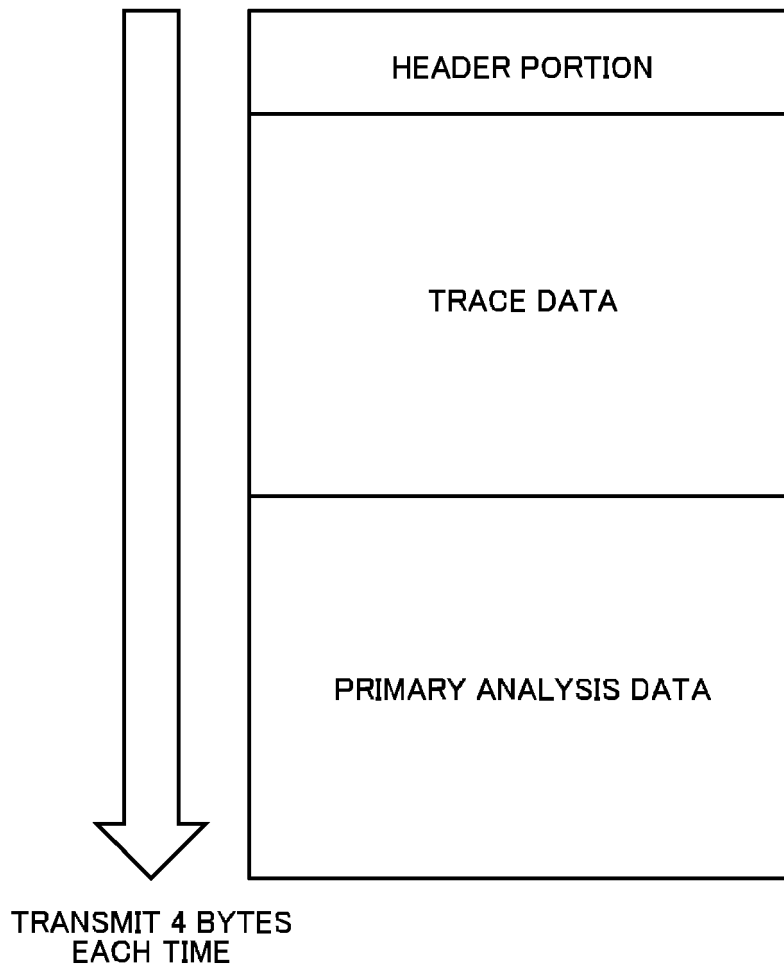 HEADER PORTION
TRACE DATA
PRIMARY ANALYSIS DATA
TRANSMIT 4 BYTES
EACH TIME